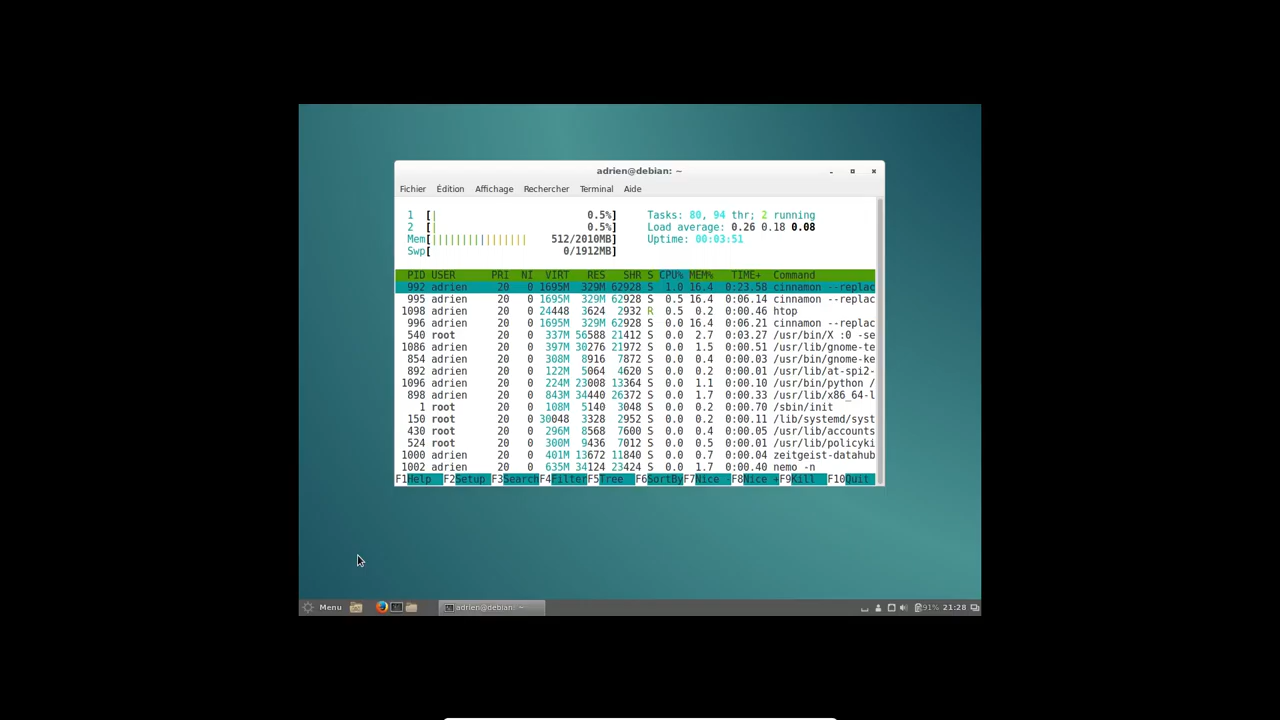 adrien@debian: ~
Fichier Édition Affichage Rechercher Terminal Aide
1 [| 0.5%] Tasks: 80, 94 thr; 2 running
2 [| 0.5%] Load average: 0.26 0.18 0.08
Mem[|||||||||||||||| 512/2010MB] Uptime: 00:03:51
Swp[ 0/1912MB]
PID USER PRI NI VIRT RES SHR S CPU% MEM% TIME+ Command
992 adrien 20 0 1695M 329M 62928 S 1.0 16.4 0:23.58 cinnamon --replac
995 adrien 20 0 1695M 329M 62928 S 0.5 16.4 0:06.14 cinnamon --replac
1098 adrien 20 0 24448 3624 2932 R 0.5 0.2 0:00.46 htop
996 adrien 20 0 1695M 329M 62928 S 0.0 16.4 0:06.21 cinnamon --replac
540 root 20 0 337M 56588 21412 S 0.0 2.7 0:03.27 /usr/bin/X :0 -se
1086 adrien 20 0 397M 30276 21972 S 0.0 1.5 0:00.51 /usr/lib/gnome-te
854 adrien 20 0 308M 8916 7872 S 0.0 0.4 0:00.03 /usr/bin/gnome-ke
892 adrien 20 0 122M 5064 4620 S 0.0 0.2 0:00.01 /usr/lib/at-spi2-
1096 adrien 20 0 224M 23008 13364 S 0.0 1.1 0:00.10 /usr/bin/python /
898 adrien 20 0 843M 34440 26372 S 0.0 1.7 0:00.33 /usr/lib/x86_64-l
1 root 20 0 108M 5140 3048 S 0.0 0.2 0:00.70 /sbin/init
150 root 20 0 30048 3328 2952 S 0.0 0.2 0:00.11 /lib/systemd/syst
430 root 20 0 296M 8568 7600 S 0.0 0.4 0:00.05 /usr/lib/accounts
524 root 20 0 300M 9436 7012 S 0.0 0.5 0:00.01 /usr/lib/policyki
1000 adrien 20 0 401M 13672 11840 S 0.0 0.7 0:00.04 zeitgeist-datahub
1002 adrien 20 0 635M 34124 23424 S 0.0 1.7 0:00.40 nemo -n
F1Help F2Setup F3SearchF4FilterF5Tree F6SortByF7Nice -F8Nice +F9Kill F10Quit
Menu adrien@debian: ~ 91% 21:28